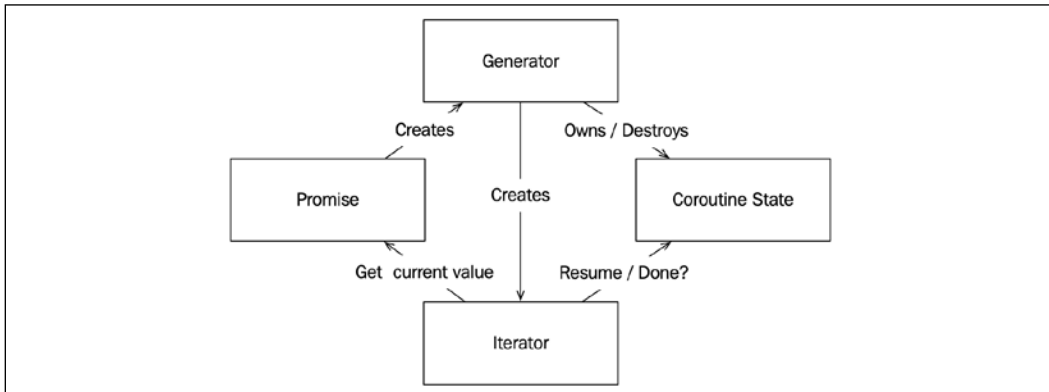 Generator
Creates
Owns / Destroys
Promise
Creates
Coroutine State
Get current value
Resume / Done?
Iterator